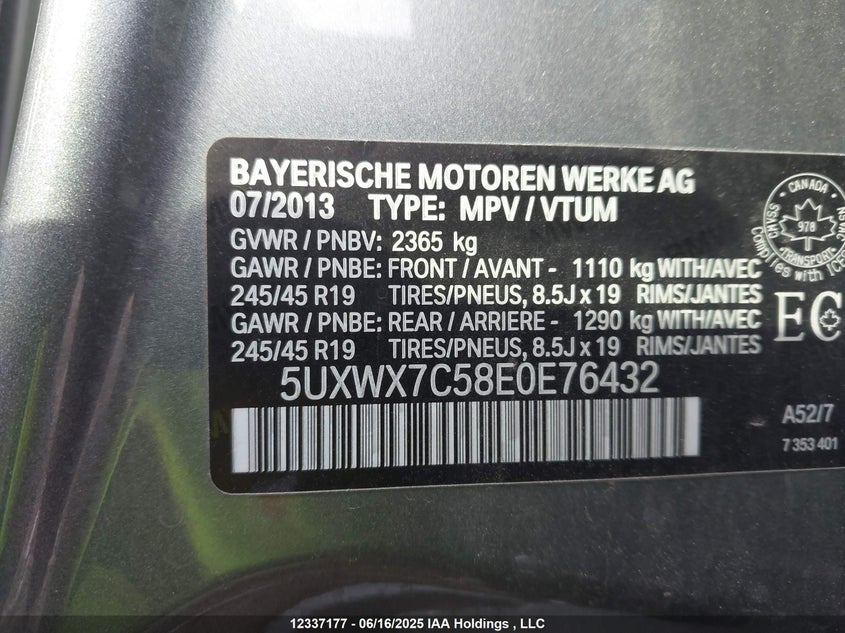 BAYERISCHE MOTOREN WERKE AG
07/2013 TYPE: MPV / VTUM
GVWR / PNBV: 2365 kg
GAWR / PNBE: FRONT / AVANT - 1110 kg WITH/AVEC
245/45 R19 TIRES/PNEUS, 8.5J x 19 RIMS/JANTES
GAWR / PNBE: REAR / ARRIERE - 1290 kg WITH/AVEC
245/45 R19 TIRES/PNEUS, 8.5J x 19 RIMS/JANTES
5UXWX7C58E0E76432
CANADA
978
TRANSPORT
EC
A52/7
7 353 401
12337177 - 06/16/2025 IAA Holdings , LLC